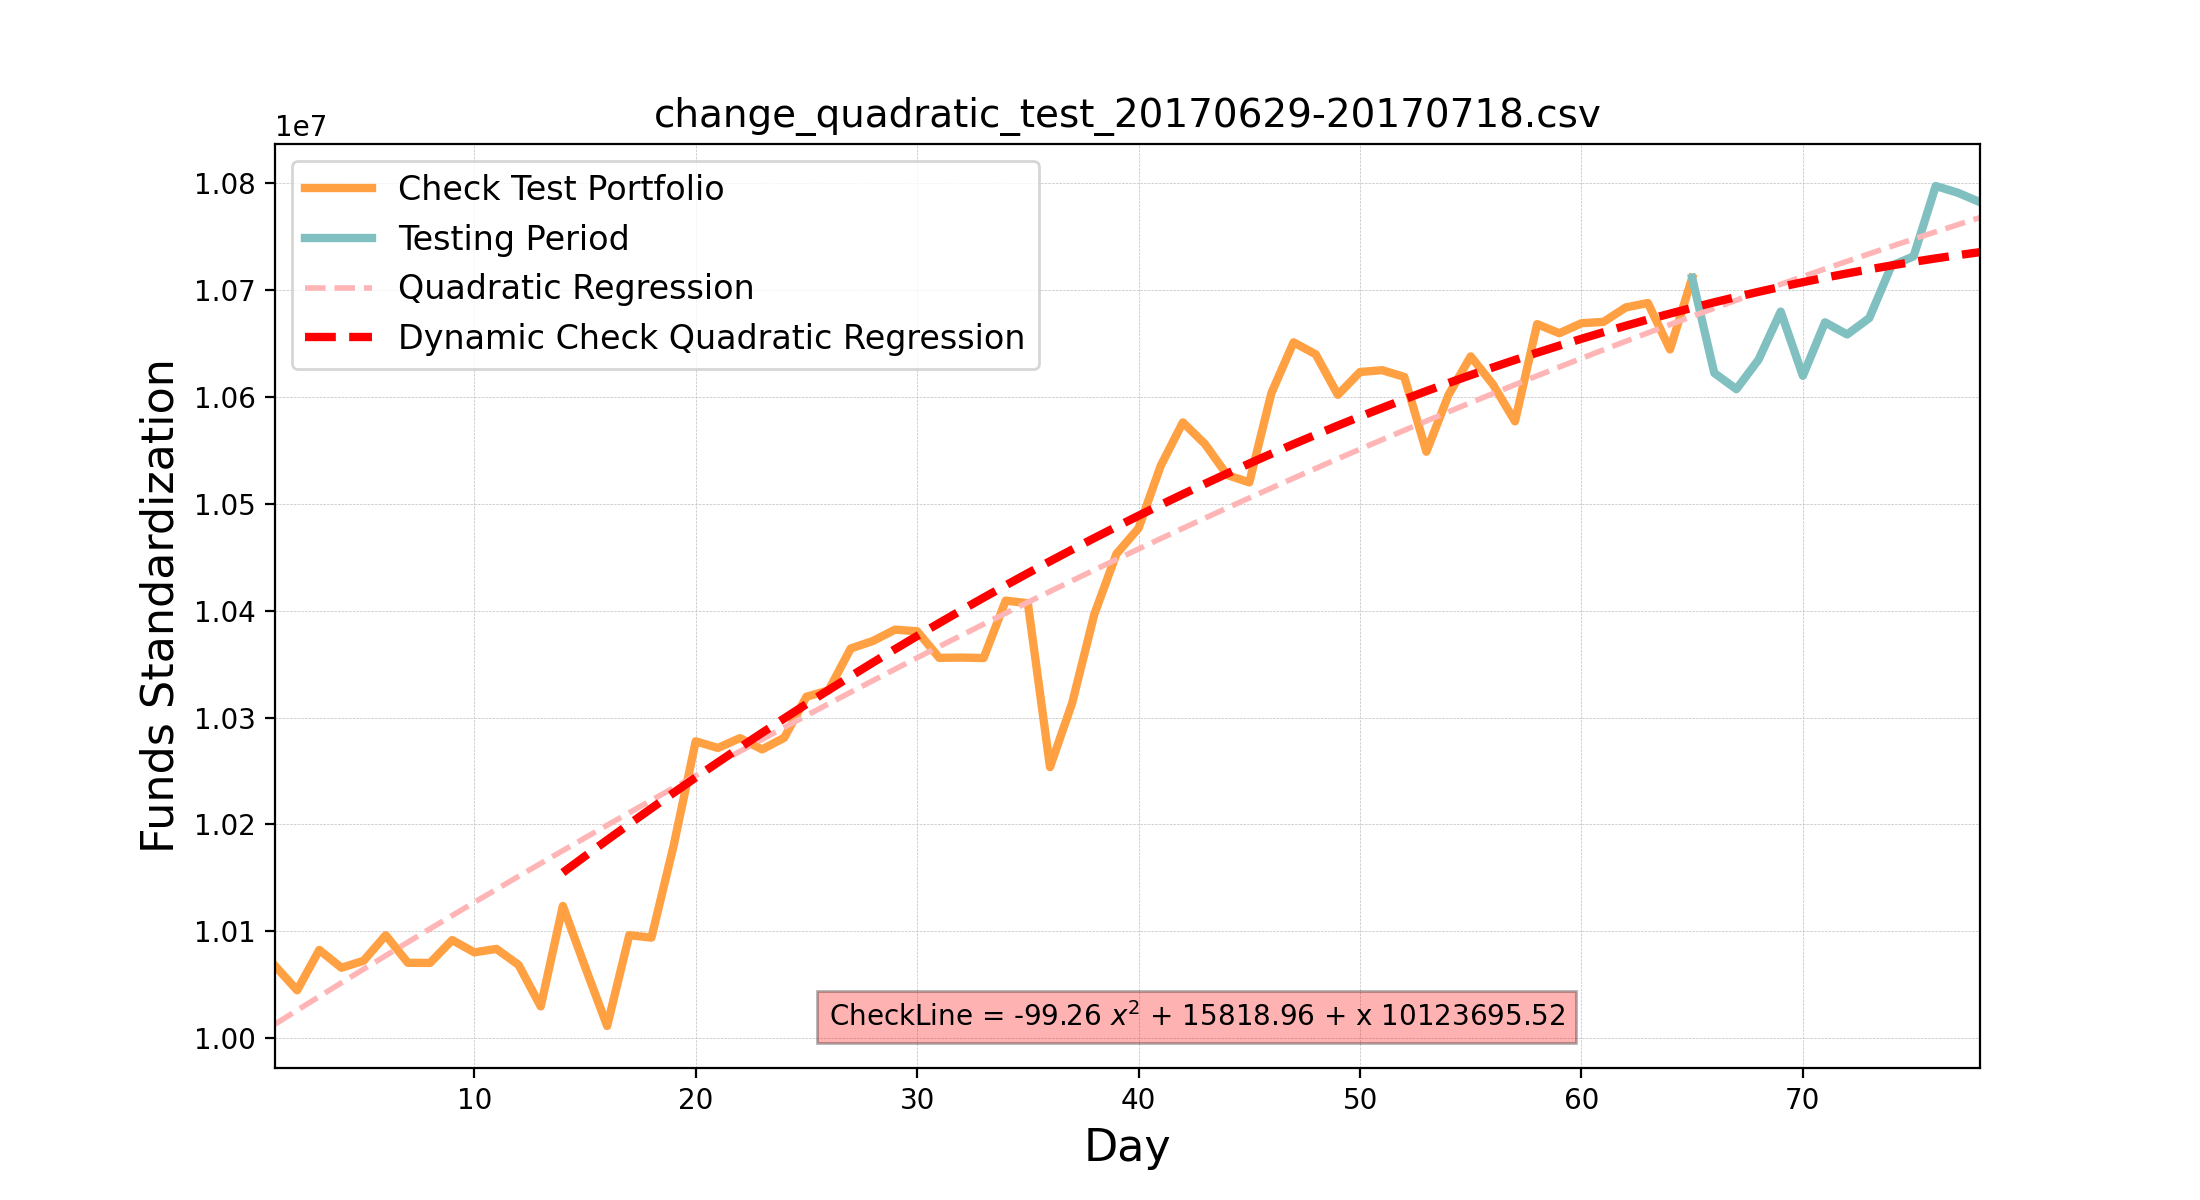 change_quadratic_test_20170629-20170718.csv
1e7
Check Test Portfolio
Testing Period
Quadratic Regression
Dynamic Check Quadratic Regression
1.08
1.07
1.06
1.05
1.04
1.03
1.02
1.01
1.00
Funds Standardization
CheckLine = -99.26 x² + 15818.96 + x 10123695.52
10 20 30 40 50 60 70
Day